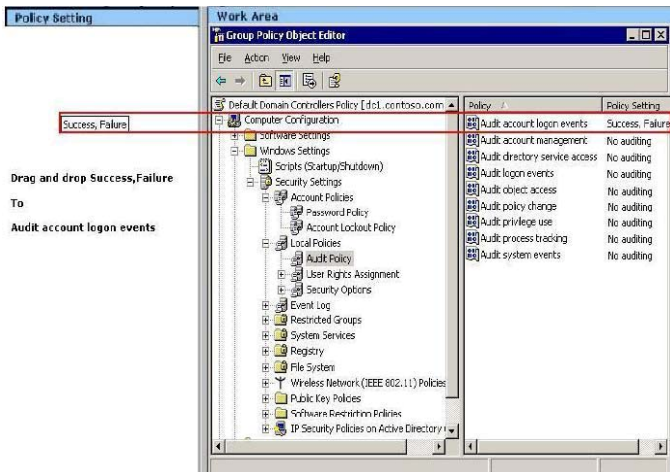 Policy Setting
Work Area
Group Policy Object Editor
File Action View Help
Success, Failure
Drag and drop Success,Failure
To
Audit account logon events
Default Domain Controllers Policy [dc1.contoso.com
Computer Configuration
Software Settings
Windows Settings
Scripts (Startup/Shutdown)
Security Settings
Account Policies
Password Policy
Account Lockout Policy
Local Policies
Audit Policy
User Rights Assignment
Security Options
Event Log
Restricted Groups
System Services
Registry
File System
Wireless Network (IEEE 802.11) Policies
Public Key Policies
Software Restriction Policies
IP Security Policies on Active Directory
Policy Policy Setting
Audit account logon events Success, Failure
Audit account management No auditing
Audit directory service access No auditing
Audit logon events No auditing
Audit object access No auditing
Audit policy change No auditing
Audit privilege use No auditing
Audit process tracking No auditing
Audit system events No auditing